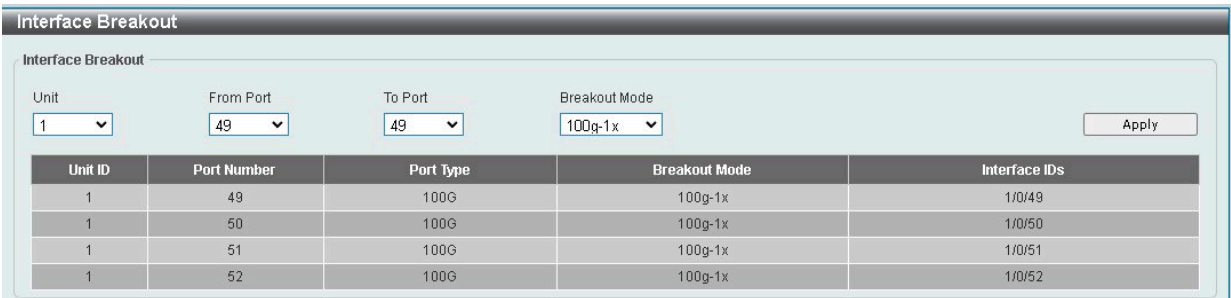 Interface Breakout
Interface Breakout
Unit From Port To Port Breakout Mode
1 49 49 100g-1x Apply
Unit ID Port Number Port Type Breakout Mode Interface IDs
1 49 100G 100g-1x 1/0/49
1 50 100G 100g-1x 1/0/50
1 51 100G 100g-1x 1/0/51
1 52 100G 100g-1x 1/0/52